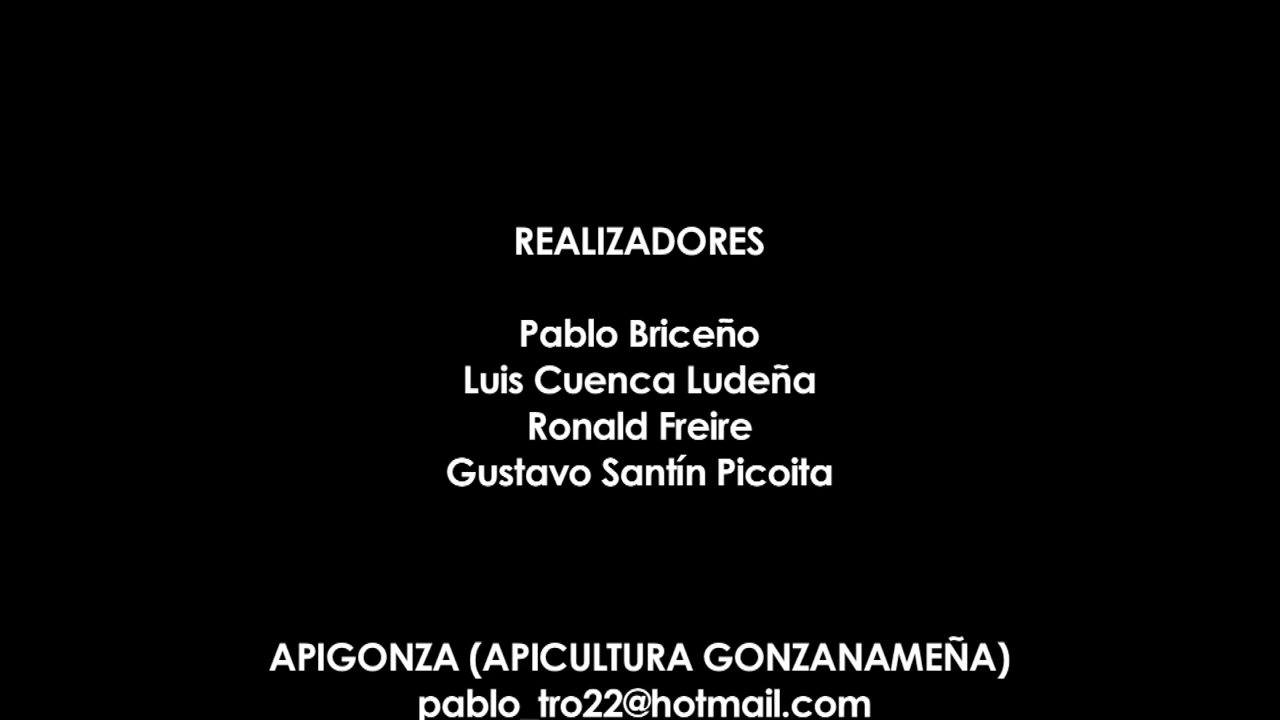 REALIZADORES
Pablo Briceño
Luis Cuenca Ludeña
Ronald Freire
Gustavo Santín Picoita
APIGONZA (APICULTURA GONZANAMEÑA)
pablo_tro22@hotmail.com